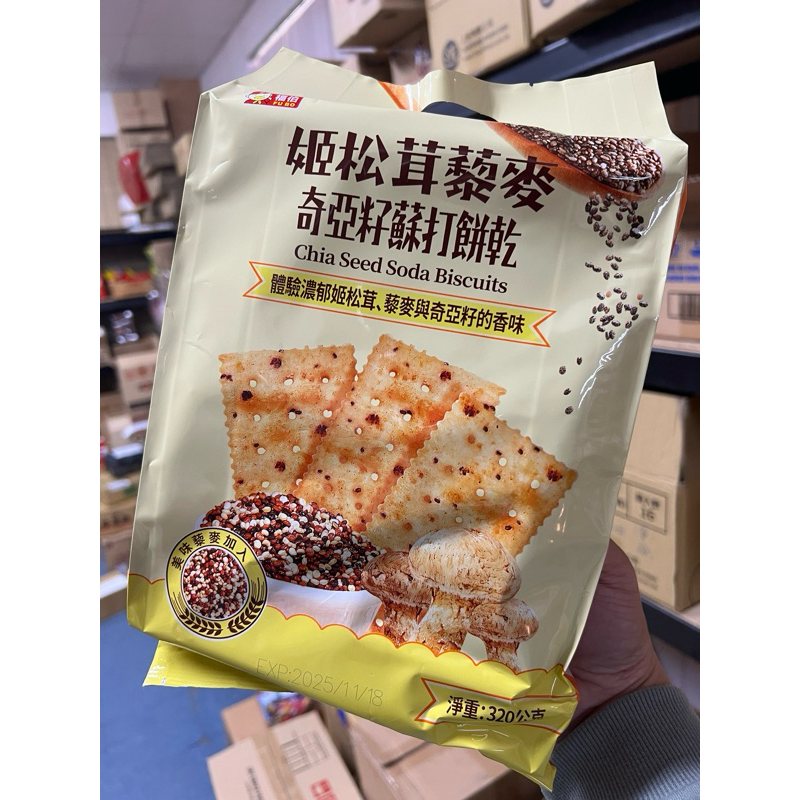 福伯
FU BO
姬松茸藜麥
奇亞籽蘇打餅乾
Chia Seed Soda Biscuits
體驗濃郁姬松茸、藜麥與奇亞籽的香味
美味藜麥加入
EXP:2025/11/18
淨重:320公克